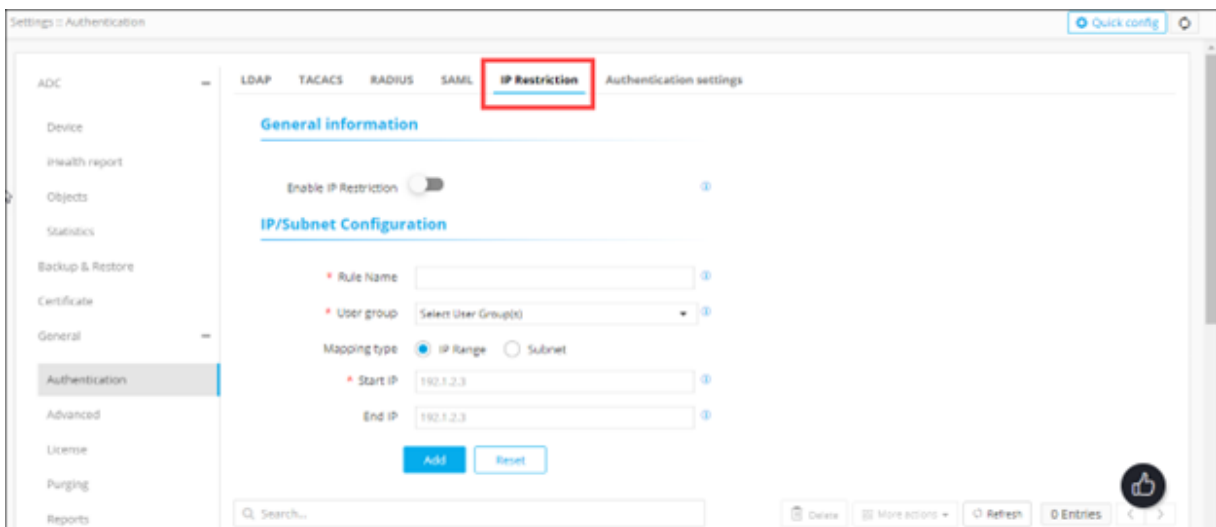 Settings :: Authentication
Quick config
ADC
LDAP TACACS RADIUS SAML IP Restriction Authentication settings
General information
Device
iHealth report
Enable IP Restriction
Objects
IP/Subnet Configuration
Statistics
Backup & Restore
* Rule Name
Certificate
* User group Select User Group(s)
General
Mapping type IP Range Subnet
Authentication
* Start IP 192.1.2.3
Advanced
End IP 192.1.2.3
License
Add Reset
Purging
Reports
Search... Delete More actions Refresh 0 Entries